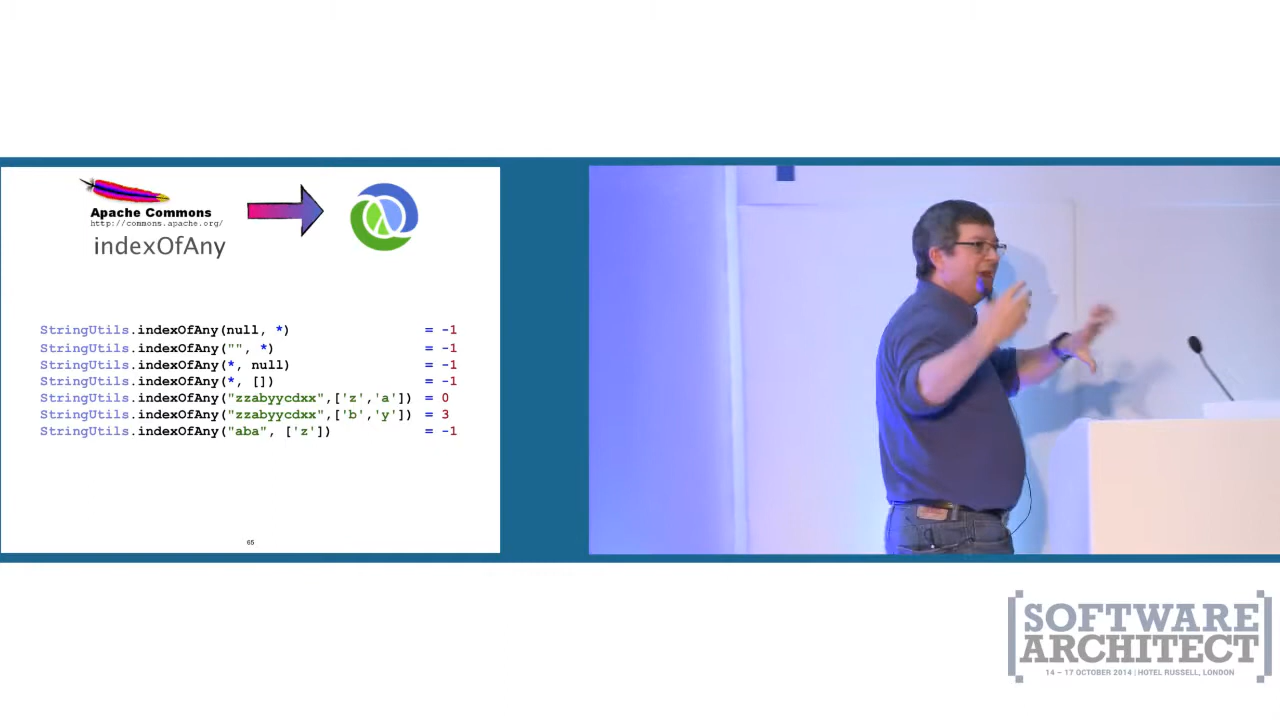 Apache Commons
http://commons.apache.org/
indexOfAny
StringUtils.indexOfAny(null, *) = -1
StringUtils.indexOfAny("", *) = -1
StringUtils.indexOfAny(*, null) = -1
StringUtils.indexOfAny(*, []) = -1
StringUtils.indexOfAny("zzabyycdxx",['z','a']) = 0
StringUtils.indexOfAny("zzabyycdxx",['b','y']) = 3
StringUtils.indexOfAny("aba", ['z']) = -1
65
[SOFTWARE
ARCHITECT]
14 – 17 OCTOBER 2014 | HOTEL RUSSELL, LONDON